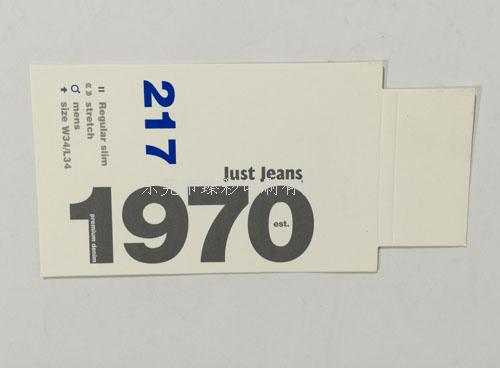 217
Regular slim
stretch
mens
size W34/L34
Just Jeans
1970
premium denim
est.
东莞市臻彩印刷有